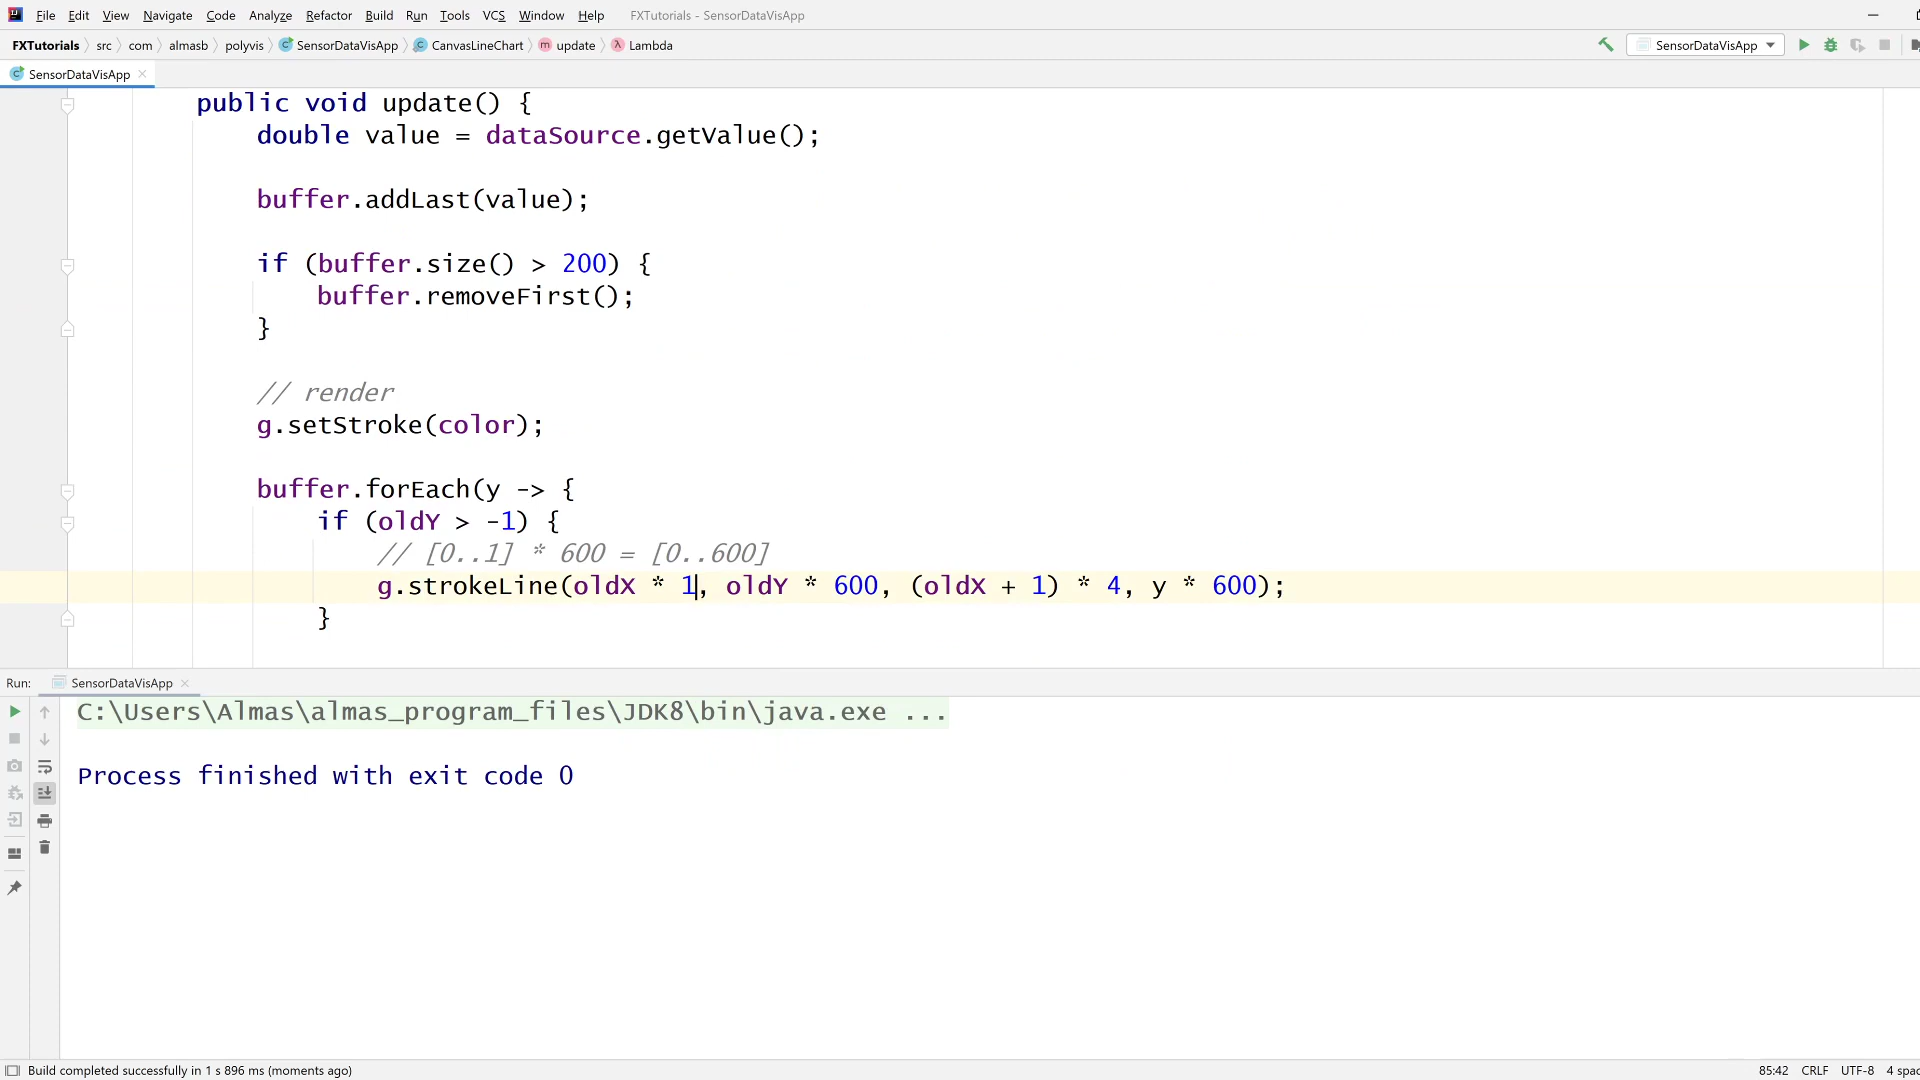 File Edit View Navigate Code Analyze Refactor Build Run Tools VCS Window Help FXTutorials - SensorDataVisApp
FXTutorials src com almasb polyvis SensorDataVisApp CanvasLineChart update Lambda SensorDataVisApp
SensorDataVisApp
public void update() {
double value = dataSource.getValue();
buffer.addLast(value);
if (buffer.size() > 200) {
buffer.removeFirst();
}
// render
g.setStroke(color);
buffer.forEach(y -> {
if (oldY > -1) {
// [0..1] * 600 = [0..600]
g.strokeLine(oldX * 1, oldY * 600, (oldX + 1) * 4, y * 600);
}
Run: SensorDataVisApp
C:\Users\Almas\almas_program_files\JDK8\bin\java.exe ...
Process finished with exit code 0
Build completed successfully in 1 s 896 ms (moments ago) 85:42 CRLF UTF-8 4 spac